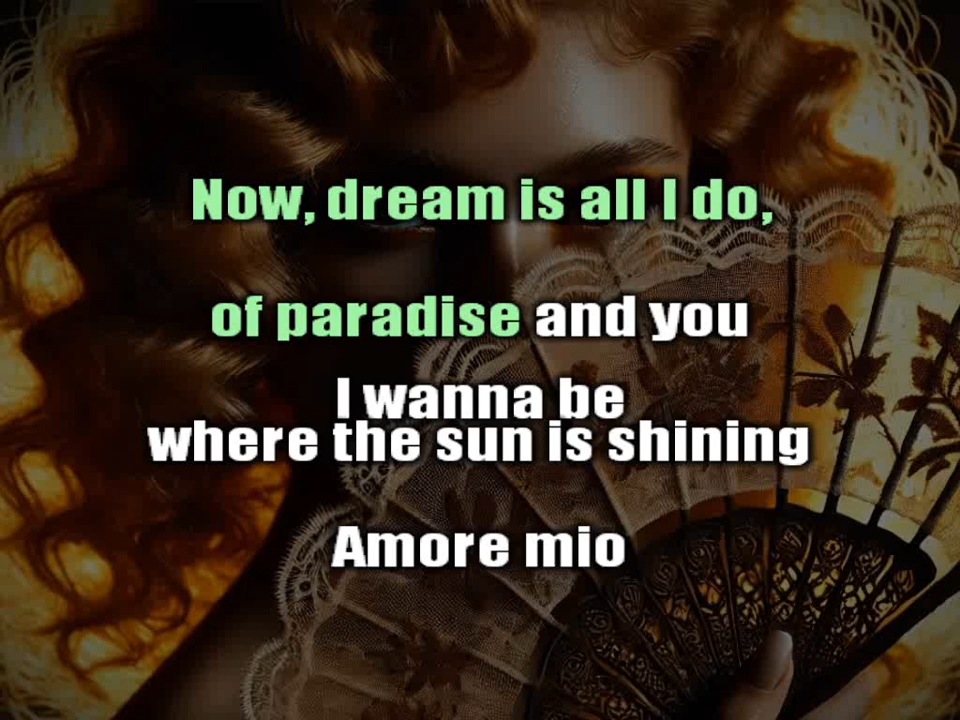 Now, dream is all I do,
of paradise and you
I wanna be
where the sun is shining
Amore mio